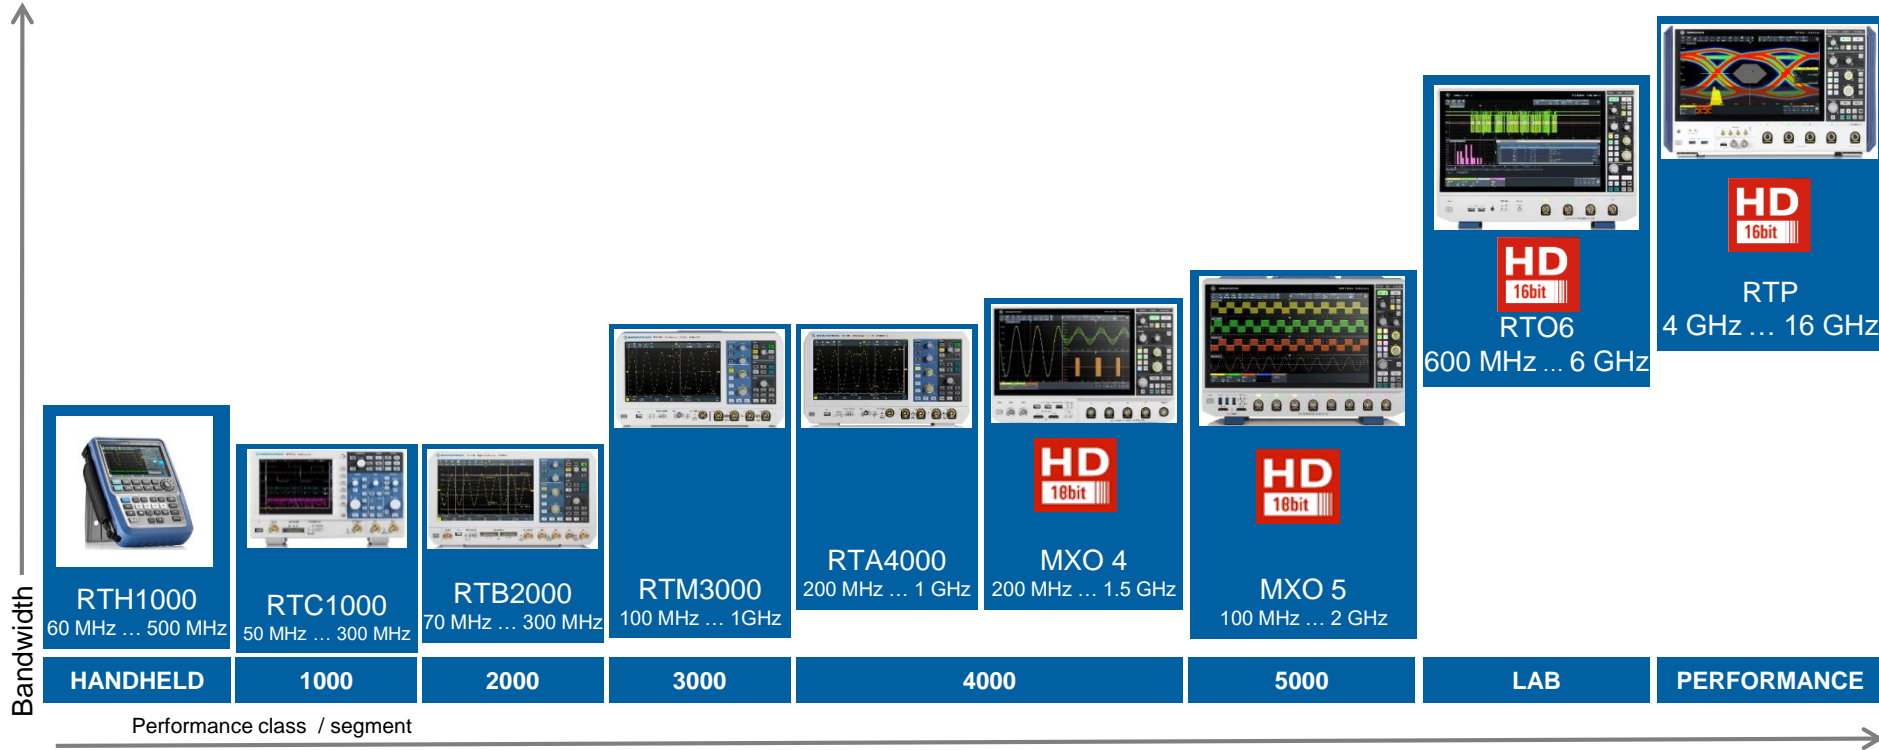 Bandwidth
HD
16bit
RTP
4 GHz … 16 GHz
HD
16bit
RTO6
600 MHz ... 6 GHz
HD
18bit
MXO 5
100 MHz … 2 GHz
HD
18bit
MXO 4
200 MHz … 1.5 GHz
RTA4000
200 MHz … 1 GHz
RTM3000
100 MHz … 1GHz
RTB2000
70 MHz … 300 MHz
RTC1000
50 MHz … 300 MHz
RTH1000
60 MHz … 500 MHz
HANDHELD
1000
2000
3000
4000
5000
LAB
PERFORMANCE
Performance class / segment